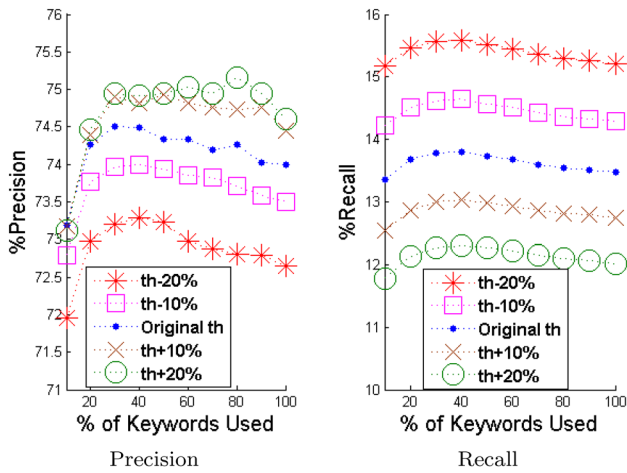 76
75
74.5
74
73.5
73
72.5
72
71.5
71
%Precision
th-20%
th-10%
Original th
th+10%
th+20%
20
40
60
80
100
% of Keywords Used
Precision
16
15
14
13
12
11
10
%Recall
th-20%
th-10%
Original th
th+10%
th+20%
20
40
60
80
100
% of Keywords Used
Recall